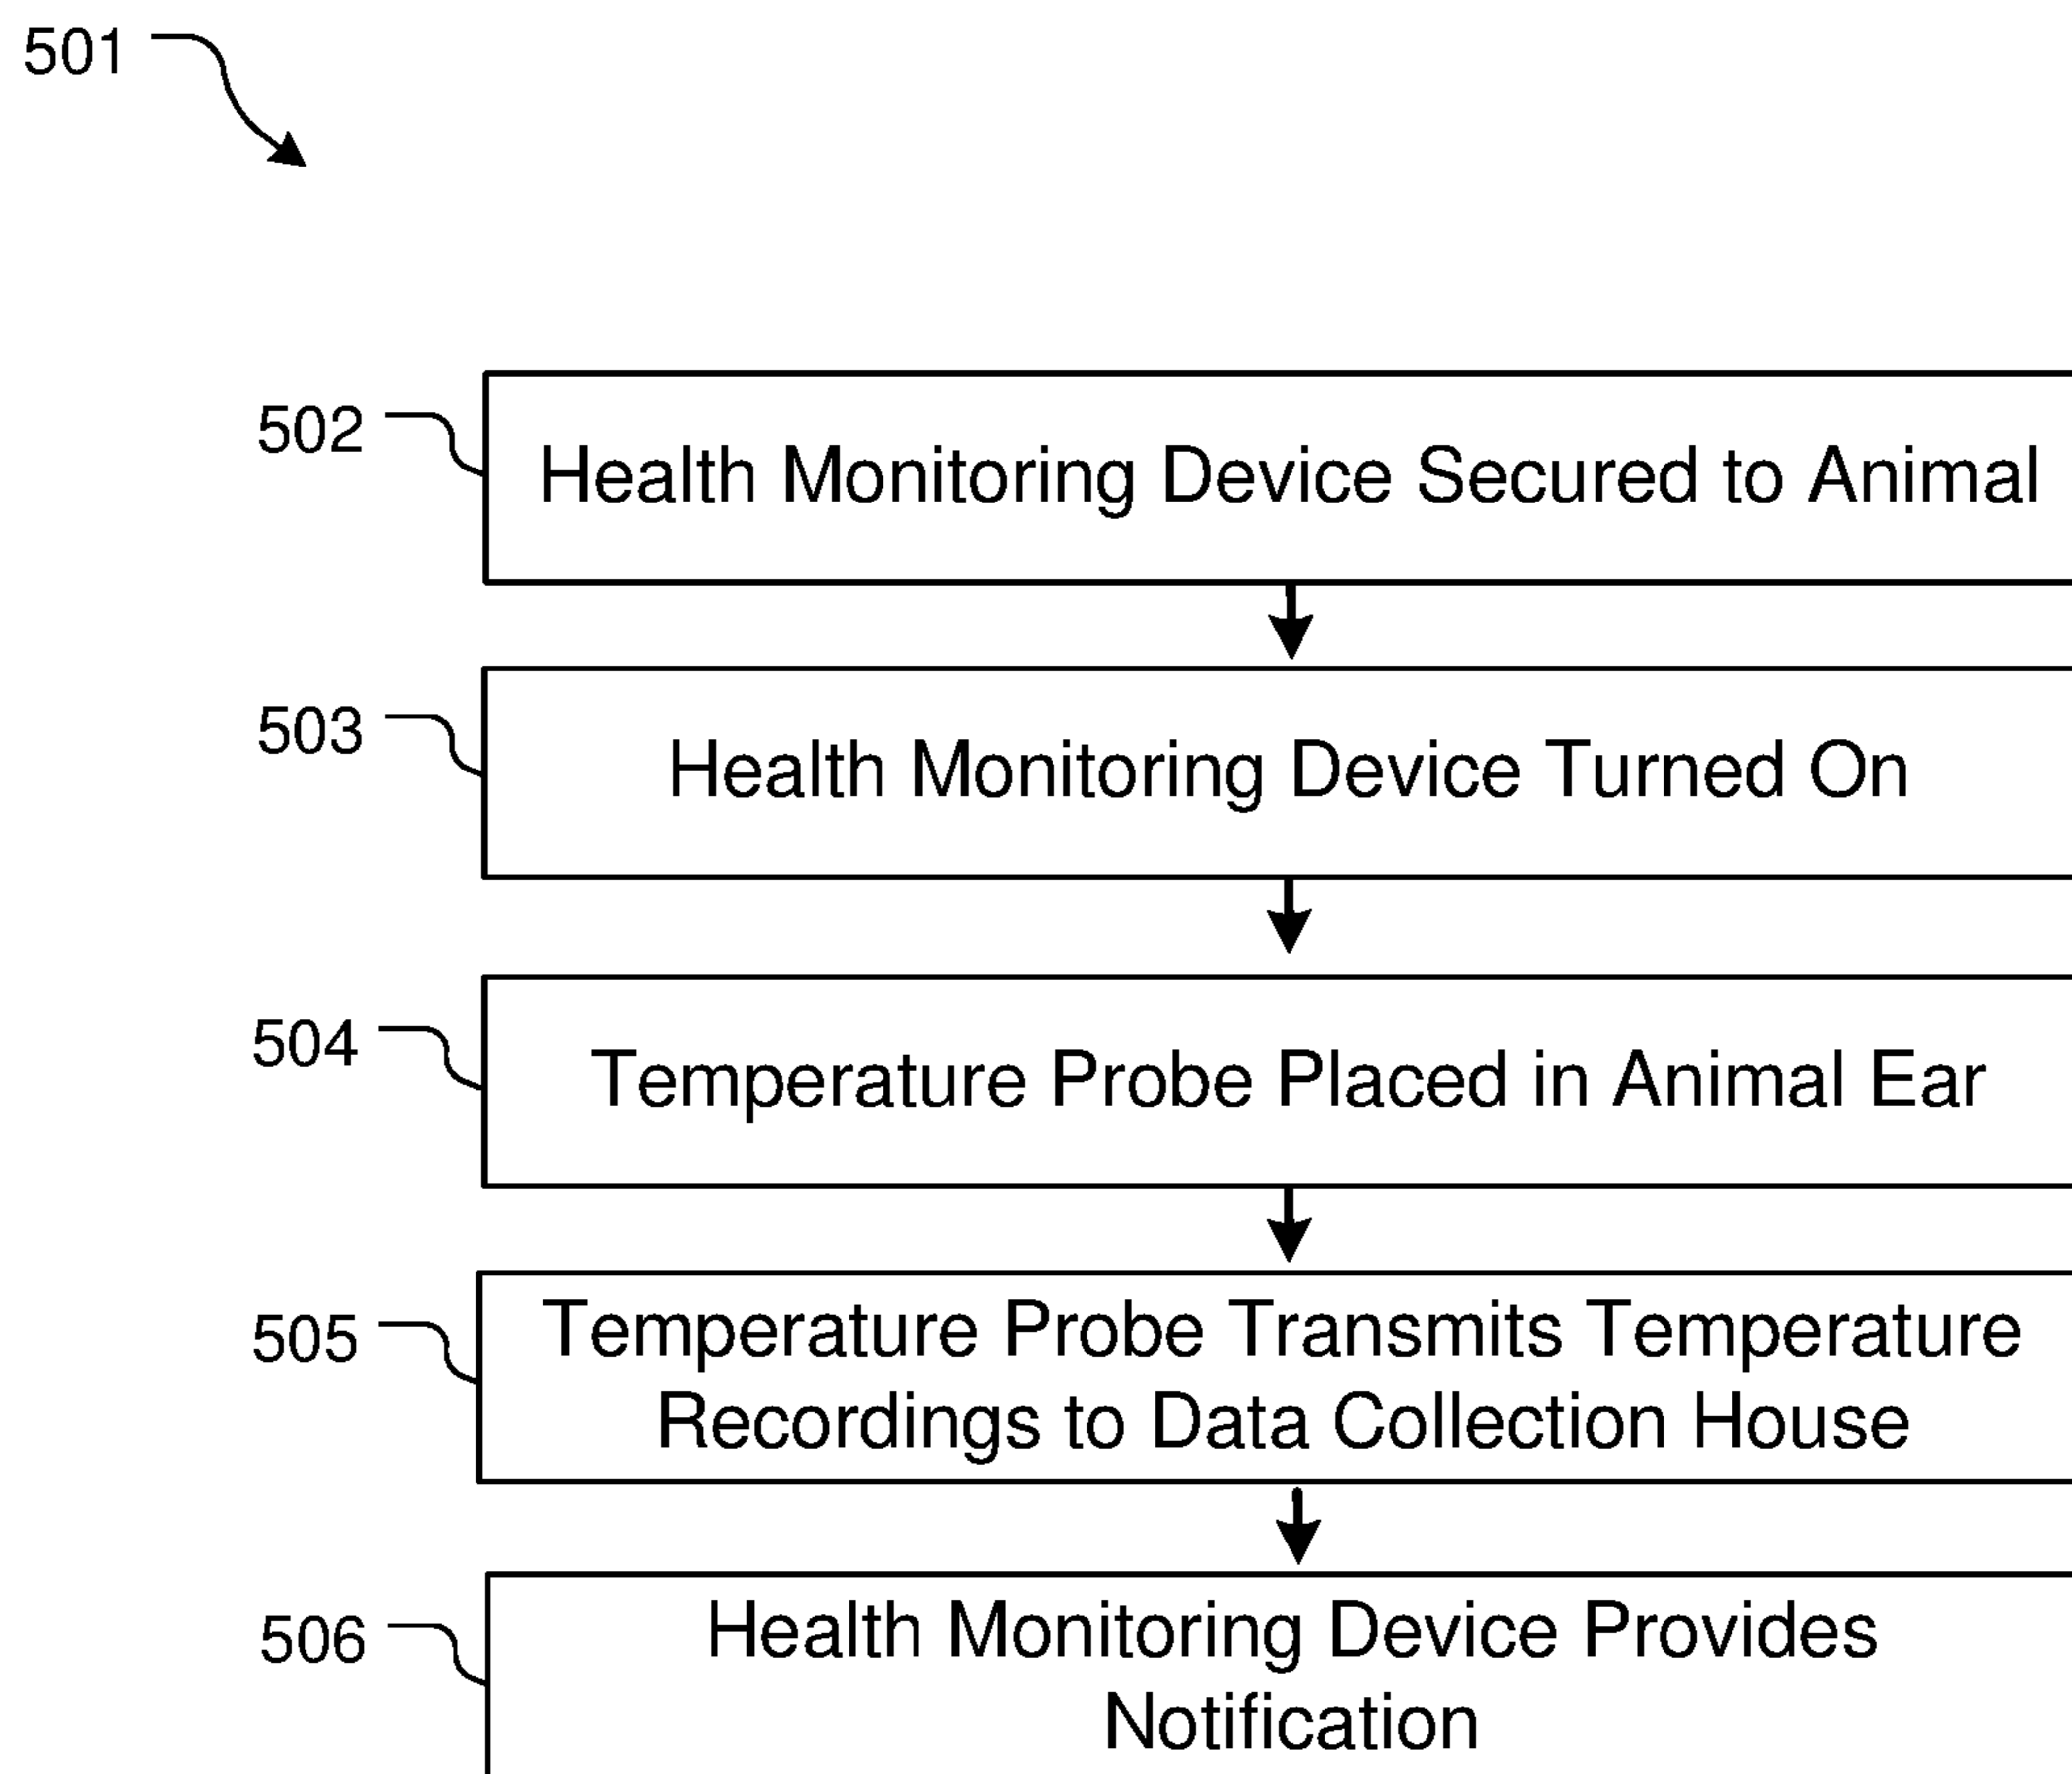 501
502
Health Monitoring Device Secured to Animal
503
Health Monitoring Device Turned On
504
Temperature Probe Placed in Animal Ear
505
Temperature Probe Transmits Temperature
Recordings to Data Collection House
506
Health Monitoring Device Provides
Notification